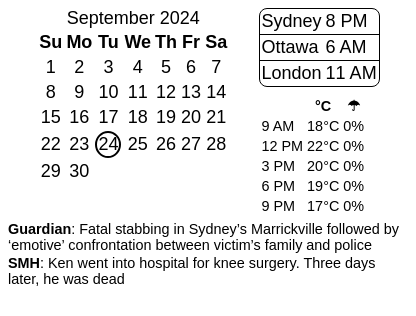 September 2024
Su Mo Tu We Th Fr Sa
1 2 3 4 5 6 7
8 9 10 11 12 13 14
15 16 17 18 19 20 21
22 23 24 25 26 27 28
29 30
Sydney 8 PM
Ottawa 6 AM
London 11 AM
°C ☂
9 AM 18°C 0%
12 PM 22°C 0%
3 PM 20°C 0%
6 PM 19°C 0%
9 PM 17°C 0%
Guardian: Fatal stabbing in Sydney’s Marrickville followed by
‘emotive’ confrontation between victim’s family and police
SMH: Ken went into hospital for knee surgery. Three days
later, he was dead